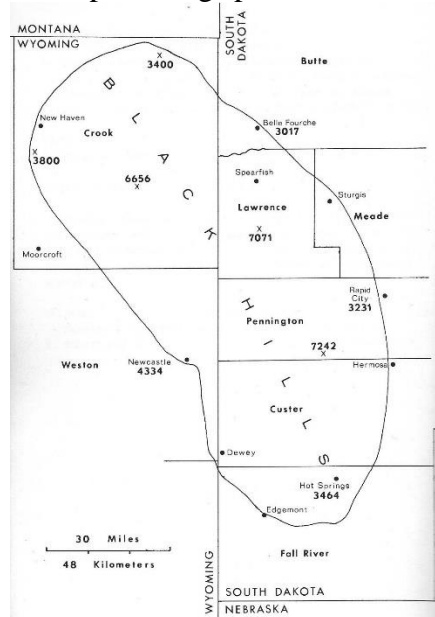 MONTANA
WYOMING
SOUTH
DAKOTA
Butte
x
3400
BLACK
New Haven
Crook
Belle Fourche
3017
x
3800
6656
x
Spearfish
Sturgis
Lawrence
Meade
x
7071
Moorcroft
Rapid
City
3231
HILLS
Pennington
7242
x
Weston
Newcastle
4334
Hermosa
Custer
Dewey
Hot Springs
3464
Edgemont
30 Miles
48 Kilometers
Fall River
WYOMING
SOUTH DAKOTA
NEBRASKA